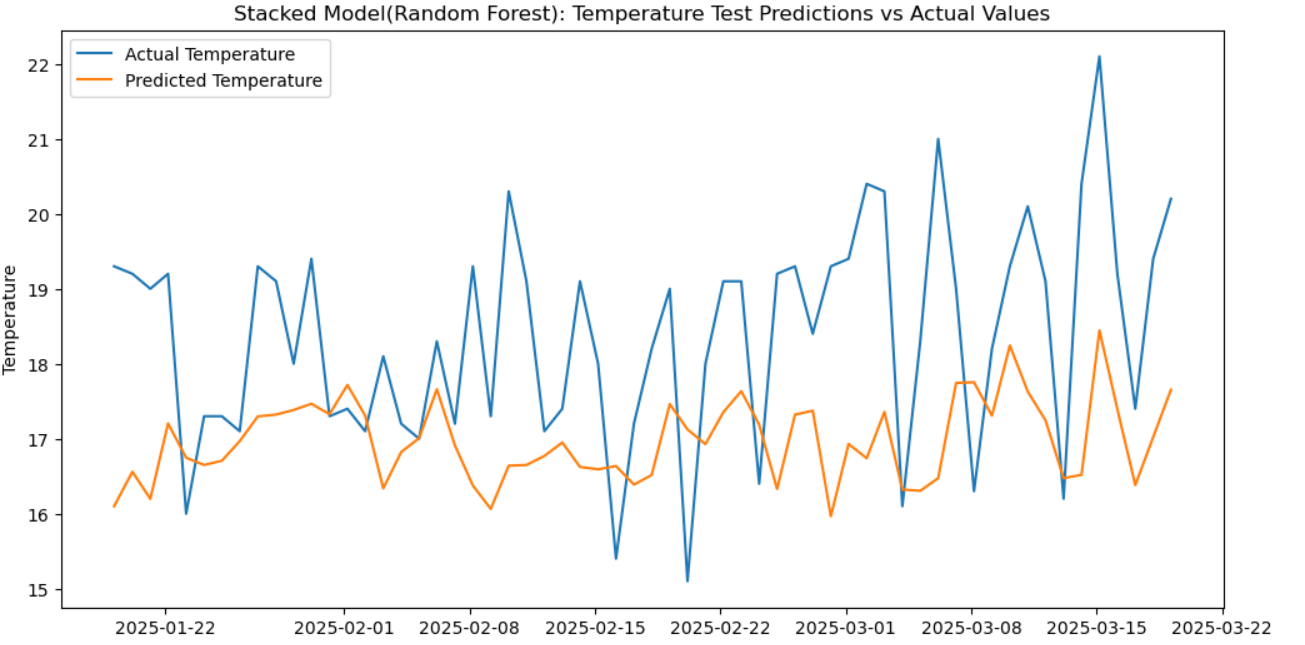 Stacked Model(Random Forest): Temperature Test Predictions vs Actual Values
Actual Temperature
Predicted Temperature
Temperature
22
21
20
19
18
17
16
15
2025-01-22 2025-02-01 2025-02-08 2025-02-15 2025-02-22 2025-03-01 2025-03-08 2025-03-15 2025-03-22